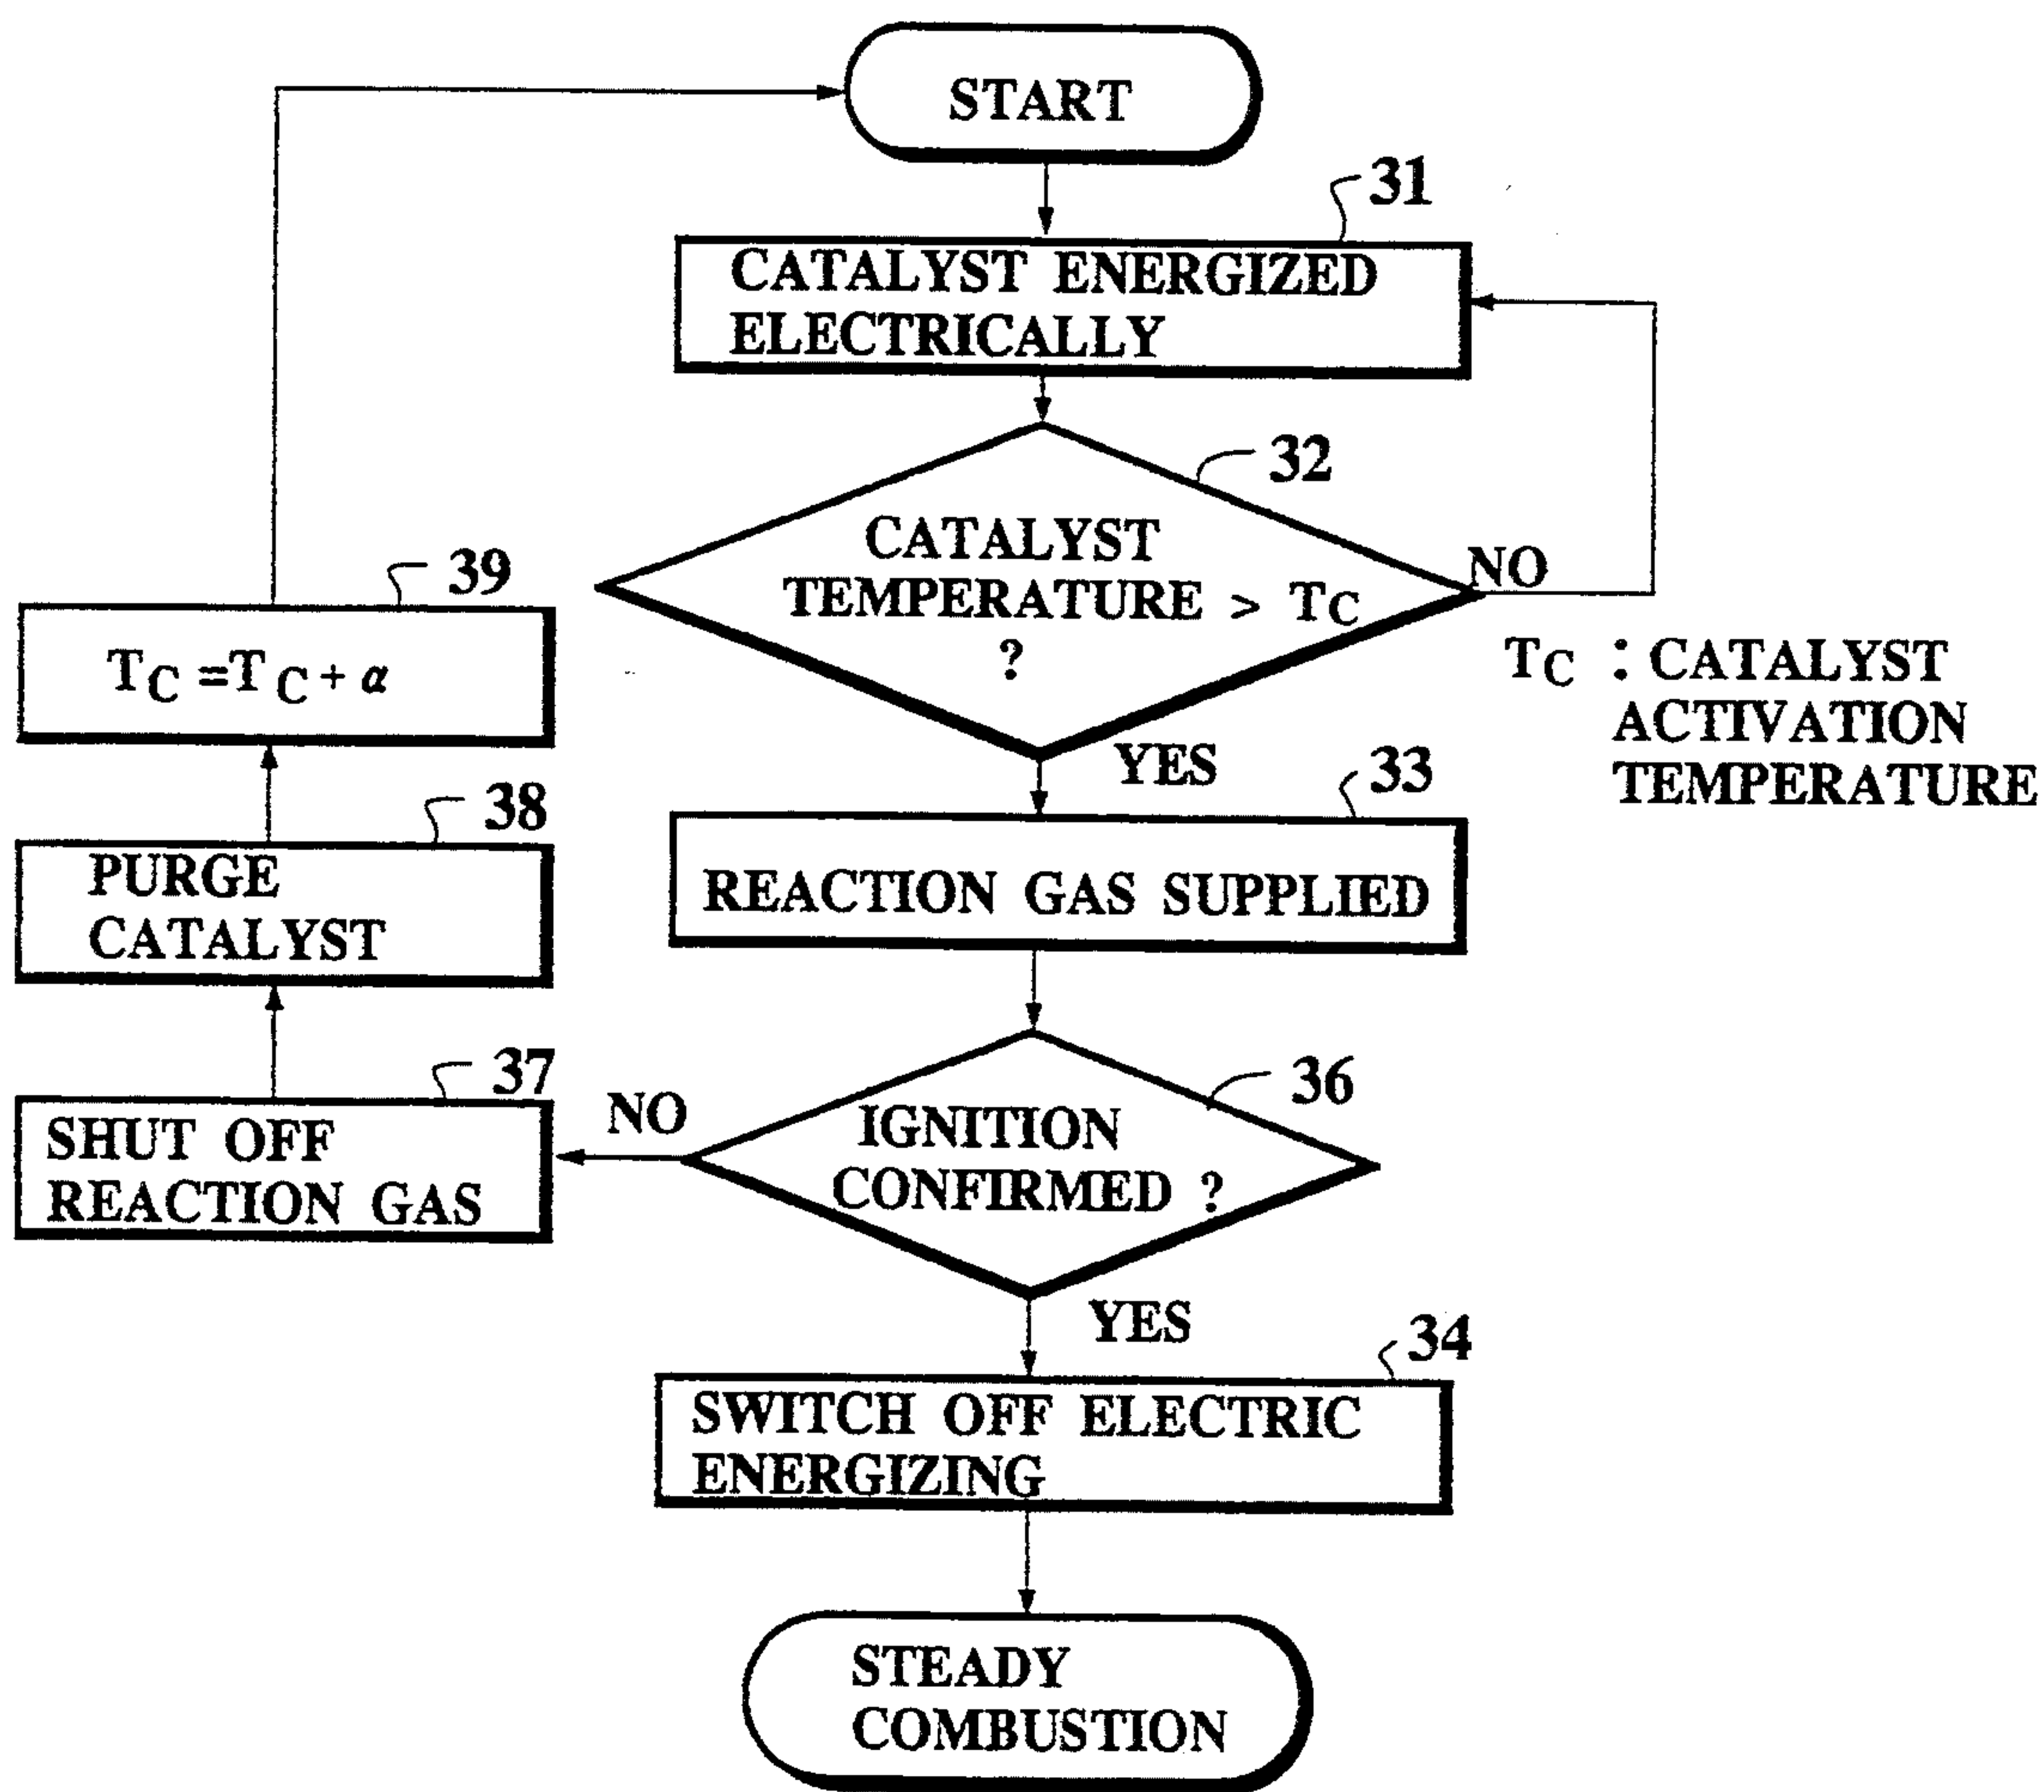 START
31
CATALYST ENERGIZED
ELECTRICALLY
32
CATALYST
TEMPERATURE > TC
?
NO
TC : CATALYST
ACTIVATION
TEMPERATURE
YES
33
REACTION GAS SUPPLIED
36
IGNITION
CONFIRMED ?
NO
37
SHUT OFF
REACTION GAS
38
PURGE
CATALYST
39
TC = TC + α
YES
34
SWITCH OFF ELECTRIC
ENERGIZING
STEADY
COMBUSTION